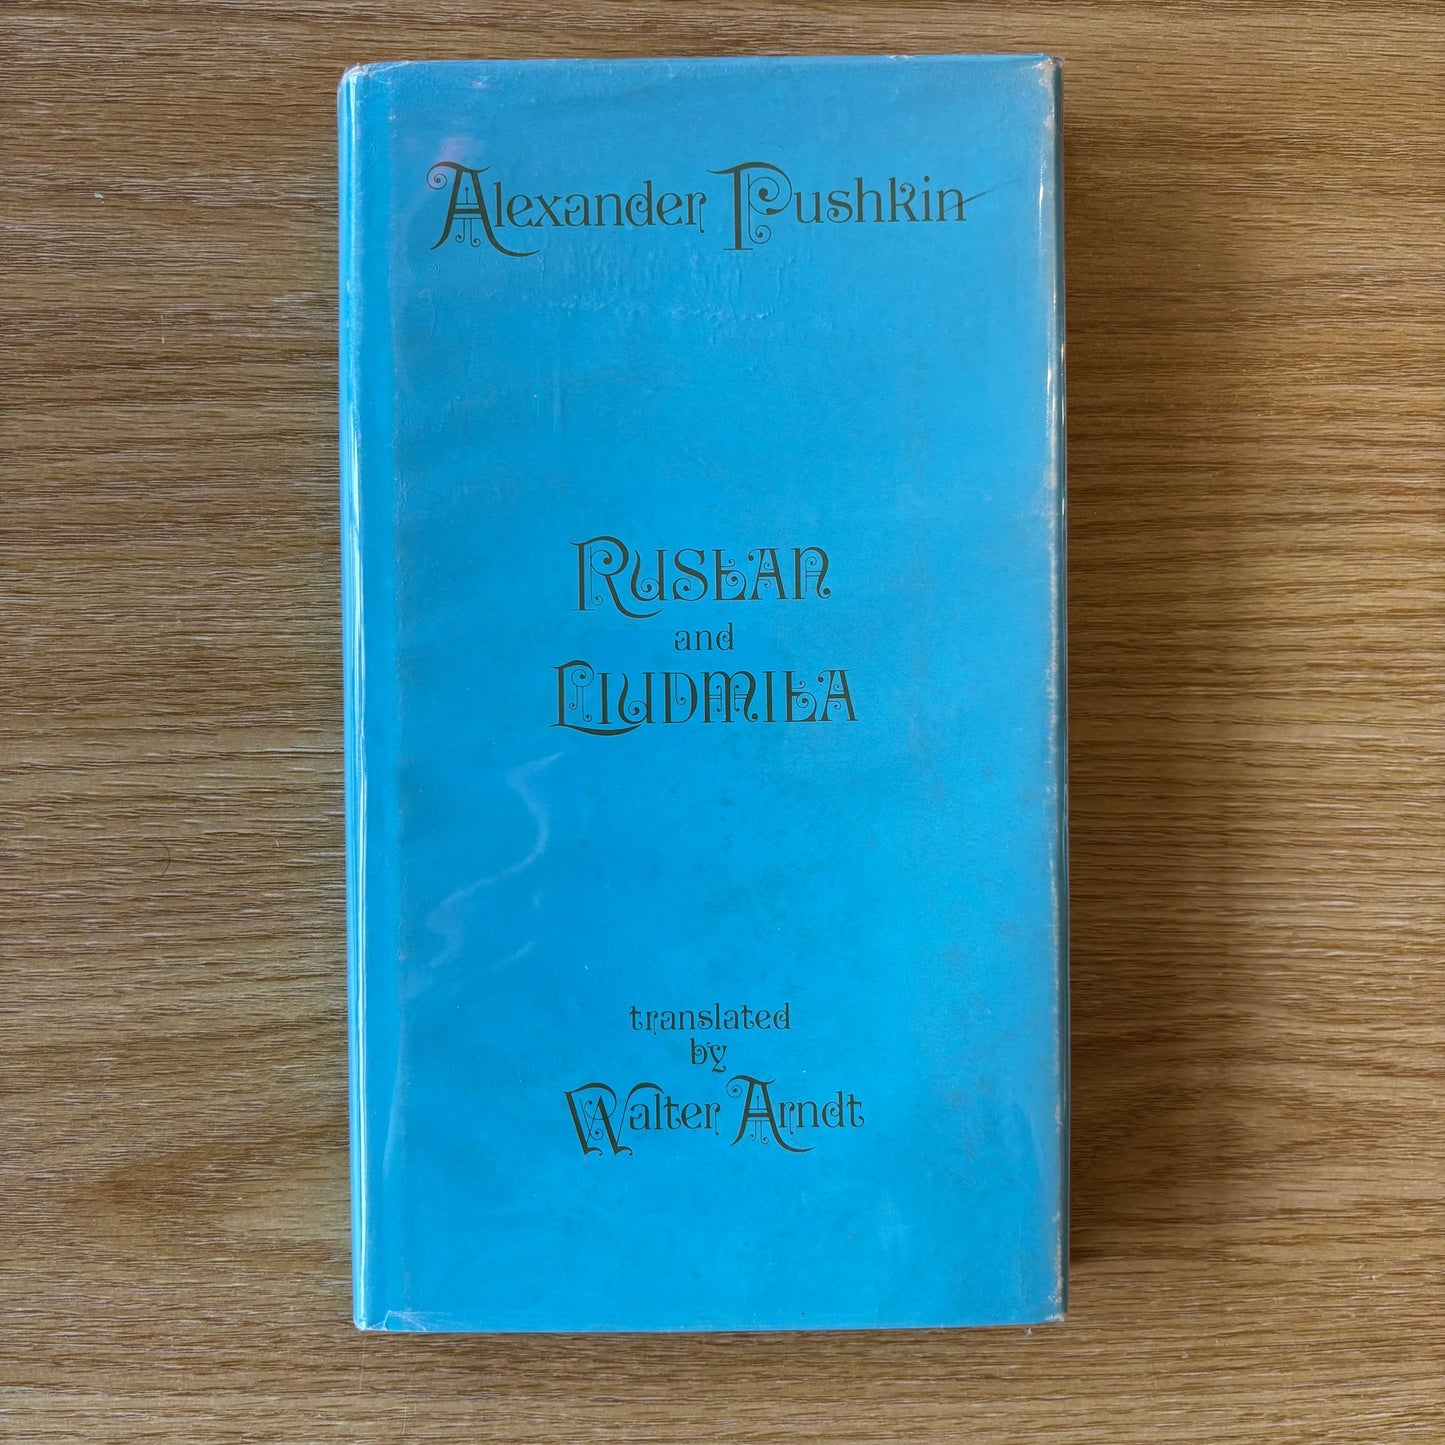 Alexander Pushkin
RUSLAN
and
LIUDMILA
translated
by
Walter Arndt